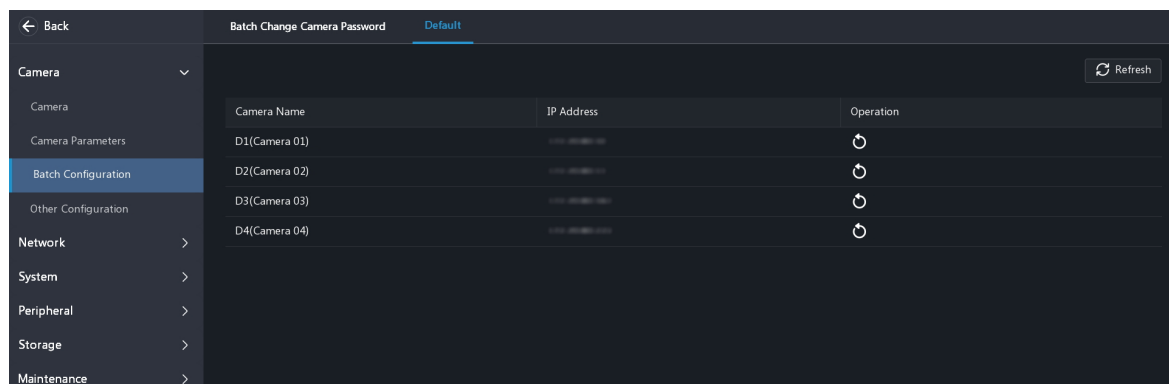 Back
Batch Change Camera Password Default
Camera
Refresh
Camera
Camera Name IP Address Operation
Camera Parameters
D1(Camera 01)
Batch Configuration
D2(Camera 02)
Other Configuration
D3(Camera 03)
Network
D4(Camera 04)
System
Peripheral
Storage
Maintenance